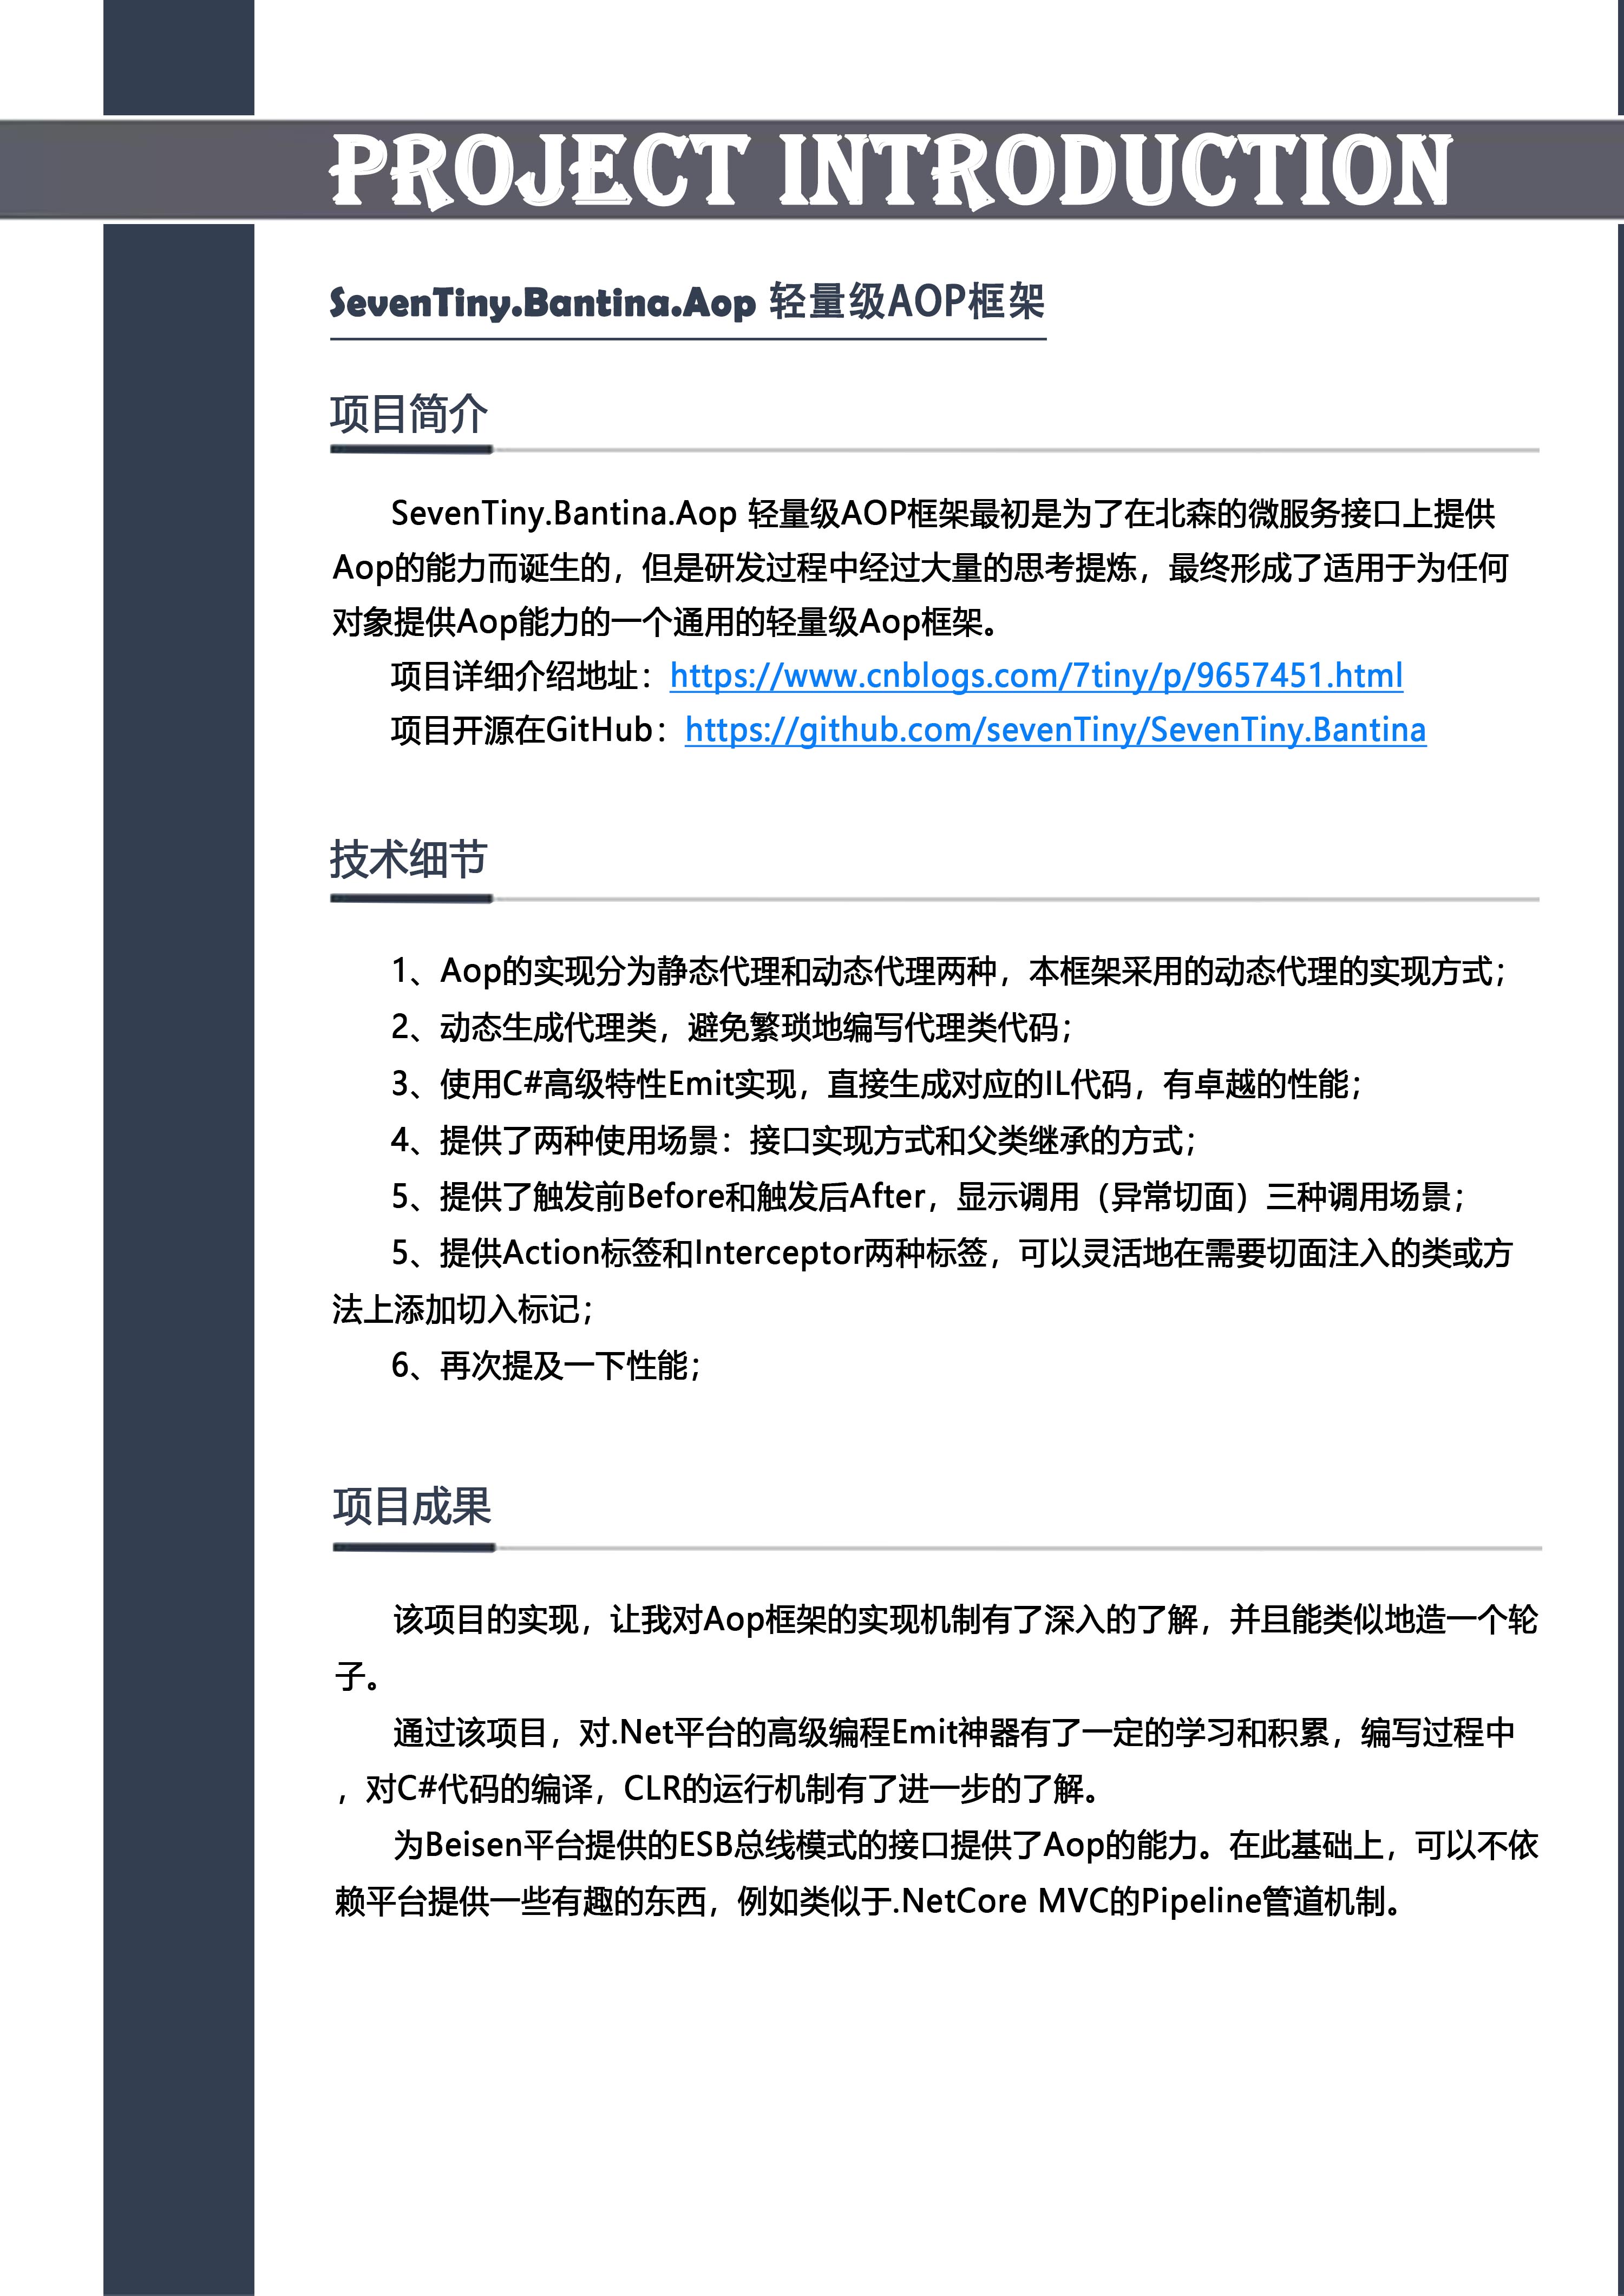 PROJECT INTRODUCTION
SevenTiny.Bantina.Aop 轻量级AOP框架
项目简介
SevenTiny.Bantina.Aop 轻量级AOP框架最初是为了在北森的微服务接口上提供
Aop的能力而诞生的，但是研发过程中经过大量的思考提炼，最终形成了适用于为任何
对象提供Aop能力的一个通用的轻量级Aop框架。
项目详细介绍地址：https://www.cnblogs.com/7tiny/p/9657451.html
项目开源在GitHub：https://github.com/sevenTiny/SevenTiny.Bantina
技术细节
1、Aop的实现分为静态代理和动态代理两种，本框架采用的动态代理的实现方式；
2、动态生成代理类，避免繁琐地编写代理类代码；
3、使用C#高级特性Emit实现，直接生成对应的IL代码，有卓越的性能；
4、提供了两种使用场景：接口实现方式和父类继承的方式；
5、提供了触发前Before和触发后After，显示调用（异常切面）三种调用场景；
5、提供Action标签和Interceptor两种标签，可以灵活地在需要切面注入的类或方
法上添加切入标记；
6、再次提及一下性能；
项目成果
该项目的实现，让我对Aop框架的实现机制有了深入的了解，并且能类似地造一个轮
子。
通过该项目，对.Net平台的高级编程Emit神器有了一定的学习和积累，编写过程中
，对C#代码的编译，CLR的运行机制有了进一步的了解。
为Beisen平台提供的ESB总线模式的接口提供了Aop的能力。在此基础上，可以不依
赖平台提供一些有趣的东西，例如类似于.NetCore MVC的Pipeline管道机制。